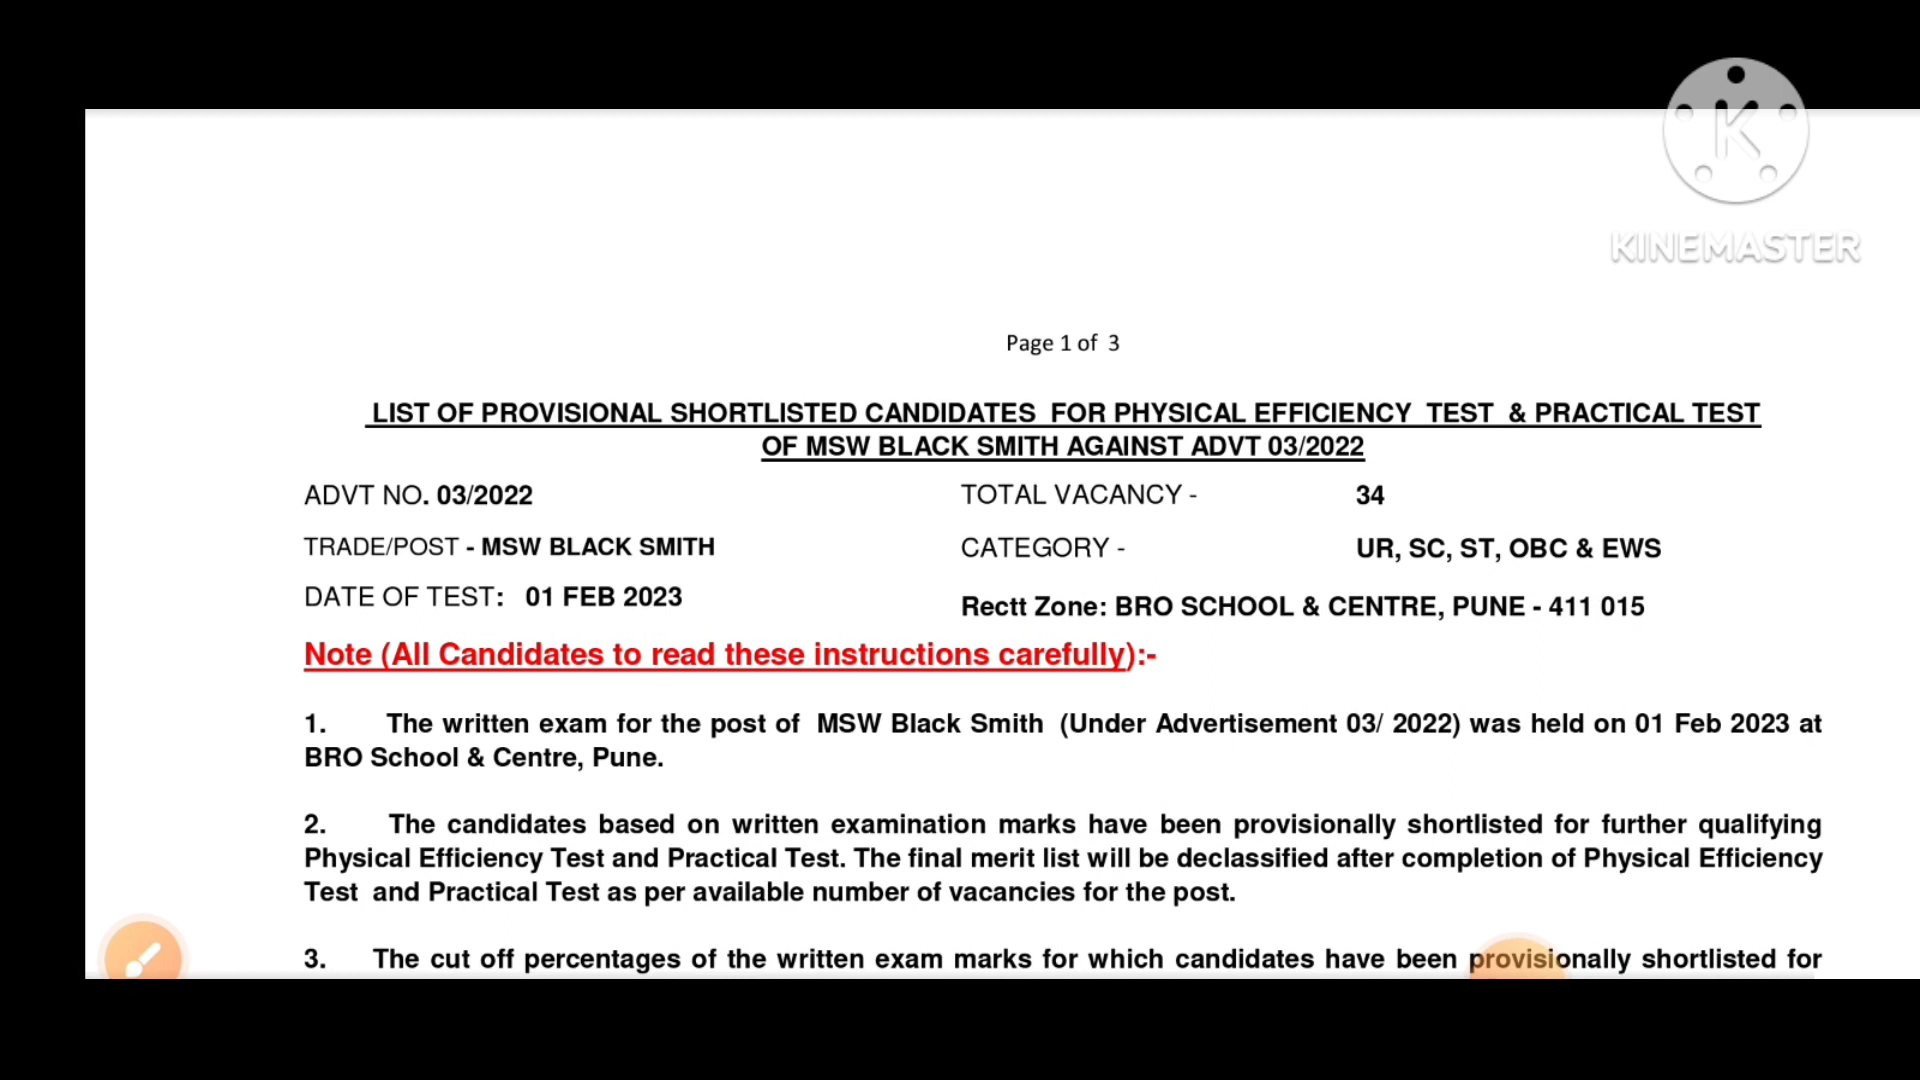 KINEMASTER
Page 1 of 3
LIST OF PROVISIONAL SHORTLISTED CANDIDATES FOR PHYSICAL EFFICIENCY TEST & PRACTICAL TEST
OF MSW BLACK SMITH AGAINST ADVT 03/2022
ADVT NO. 03/2022 TOTAL VACANCY - 34
TRADE/POST - MSW BLACK SMITH CATEGORY - UR, SC, ST, OBC & EWS
DATE OF TEST: 01 FEB 2023 Rectt Zone: BRO SCHOOL & CENTRE, PUNE - 411 015
Note (All Candidates to read these instructions carefully):-
1. The written exam for the post of MSW Black Smith (Under Advertisement 03/ 2022) was held on 01 Feb 2023 at
BRO School & Centre, Pune.
2. The candidates based on written examination marks have been provisionally shortlisted for further qualifying
Physical Efficiency Test and Practical Test. The final merit list will be declassified after completion of Physical Efficiency
Test and Practical Test as per available number of vacancies for the post.
3. The cut off percentages of the written exam marks for which candidates have been provisionally shortlisted for